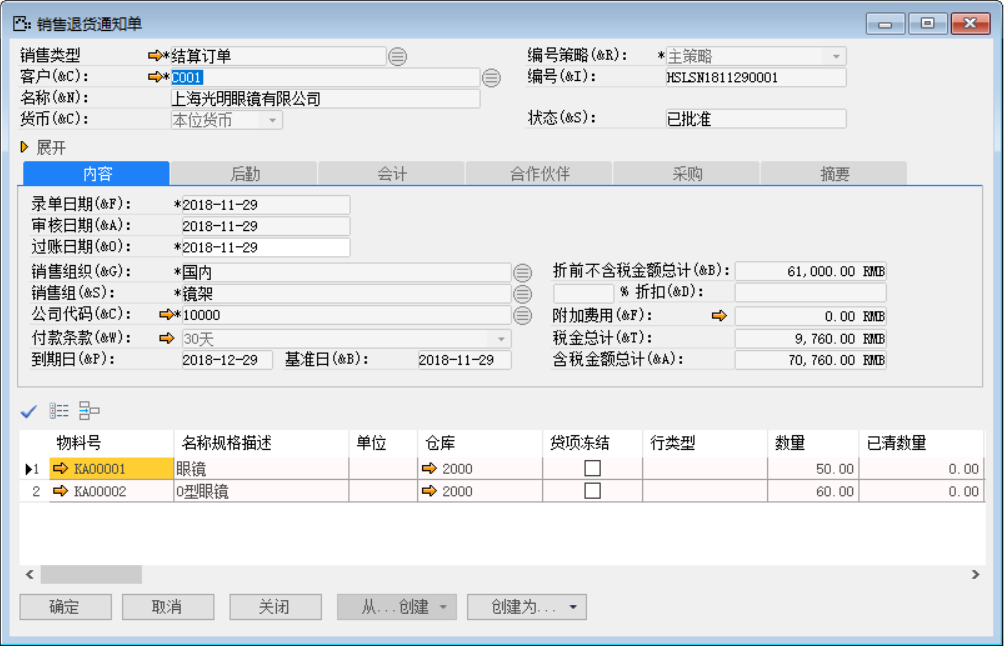 销售退货通知单
销售类型 *结算订单 编号策略(&R): *主策略
客户(&C): *C001 编号(&I): HSLSN1811290001
名称(&N): 上海光明眼镜有限公司
货币(&C): 本位货币 状态(&S): 已批准
展开
内容 后勤 会计 合作伙伴 采购 摘要
录单日期(&F): *2018-11-29
审核日期(&A): 2018-11-29
过账日期(&O): *2018-11-29
销售组织(&G): *国内 折前不含税金额总计(&B): 61,000.00 RMB
销售组(&S): *镜架 % 折扣(&D):
公司代码(&C): *10000 附加费用(&F): 0.00 RMB
付款条款(&W): 30天 税金总计(&T): 9,760.00 RMB
到期日(&P): 2018-12-29 基准日(&B): 2018-11-29 含税金额总计(&A): 70,760.00 RMB
物料号 名称规格描述 单位 仓库 贷项冻结 行类型 数量 已清数量
1 KA00001 眼镜 2000 50.00 0.00
2 KA00002 O型眼镜 2000 60.00 0.00
确定 取消 关闭 从...创建 创建为...